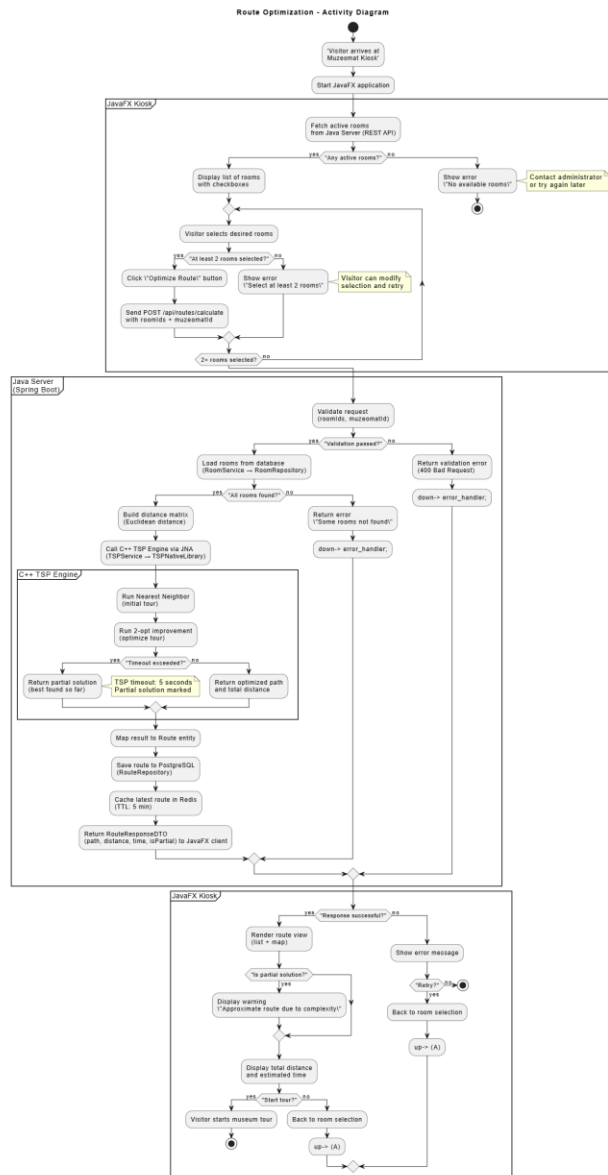 Route Optimization - Activity Diagram
'Visitor arrives at
Muzeomat Kiosk'
Start JavaFX application
JavaFX Kiosk
Fetch active rooms
from Java Server (REST API)
yes
"Any active rooms?"
no
Display list of rooms
with checkboxes
Show error
\"No available rooms\"
Contact administrator
or try again later
Visitor selects desired rooms
yes
"At least 2 rooms selected?"
no
Click \"Optimize Route\" button
Show error
\"Select at least 2 rooms\"
Visitor can modify
selection and retry
Send POST /api/routes/calculate
with roomIds + muzeomatId
2+ rooms selected?
no
Java Server
(Spring Boot)
Validate request
(roomIds, muzeomatId)
yes
"Validation passed?"
no
Load rooms from database
(RoomService → RoomRepository)
Return validation error
(400 Bad Request)
yes
"All rooms found?"
no
down-> error_handler;
Build distance matrix
(Euclidean distance)
Return error
\"Some rooms not found\"
Call C++ TSP Engine via JNA
(TSPService → TSPNativeLibrary)
down-> error_handler;
C++ TSP Engine
Run Nearest Neighbor
(initial tour)
Run 2-opt improvement
(optimize tour)
yes
"Timeout exceeded?"
no
Return partial solution
(best found so far)
TSP timeout: 5 seconds
Partial solution marked
Return optimized path
and total distance
Map result to Route entity
Save route to PostgreSQL
(RouteRepository)
Cache latest route in Redis
(TTL: 5 min)
Return RouteResponseDTO
(path, distance, time, isPartial) to JavaFX client
JavaFX Kiosk
yes
"Response successful?"
no
Render route view
(list + map)
Show error message
"Is partial solution?"
yes
"Retry?"
no
yes
Display warning
\"Approximate route due to complexity\"
Back to room selection
up-> (A)
Display total distance
and estimated time
yes
"Start tour?"
no
Visitor starts museum tour
Back to room selection
up-> (A)